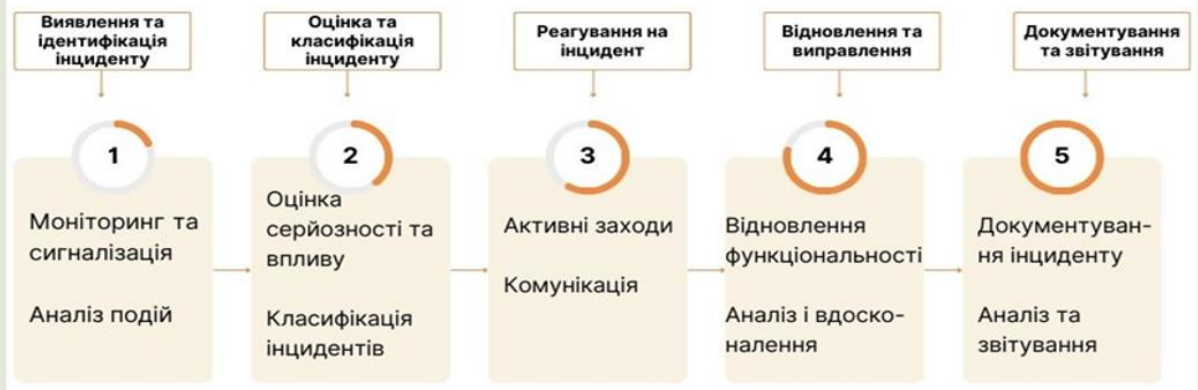 Виявлення та
ідентифікація
інциденту
Оцінка та
класифікація
інциденту
Реагування на
інцидент
Відновлення та
виправлення
Документування
та звітування
1
2
3
4
5
Моніторинг та
сигналізація
Аналіз подій
Оцінка
серйозності та
впливу
Класифікація
інцидентів
Активні заходи
Комунікація
Відновлення
функціональності
Аналіз і вдоско-
налення
Документуван-
ня інциденту
Аналіз та
звітування